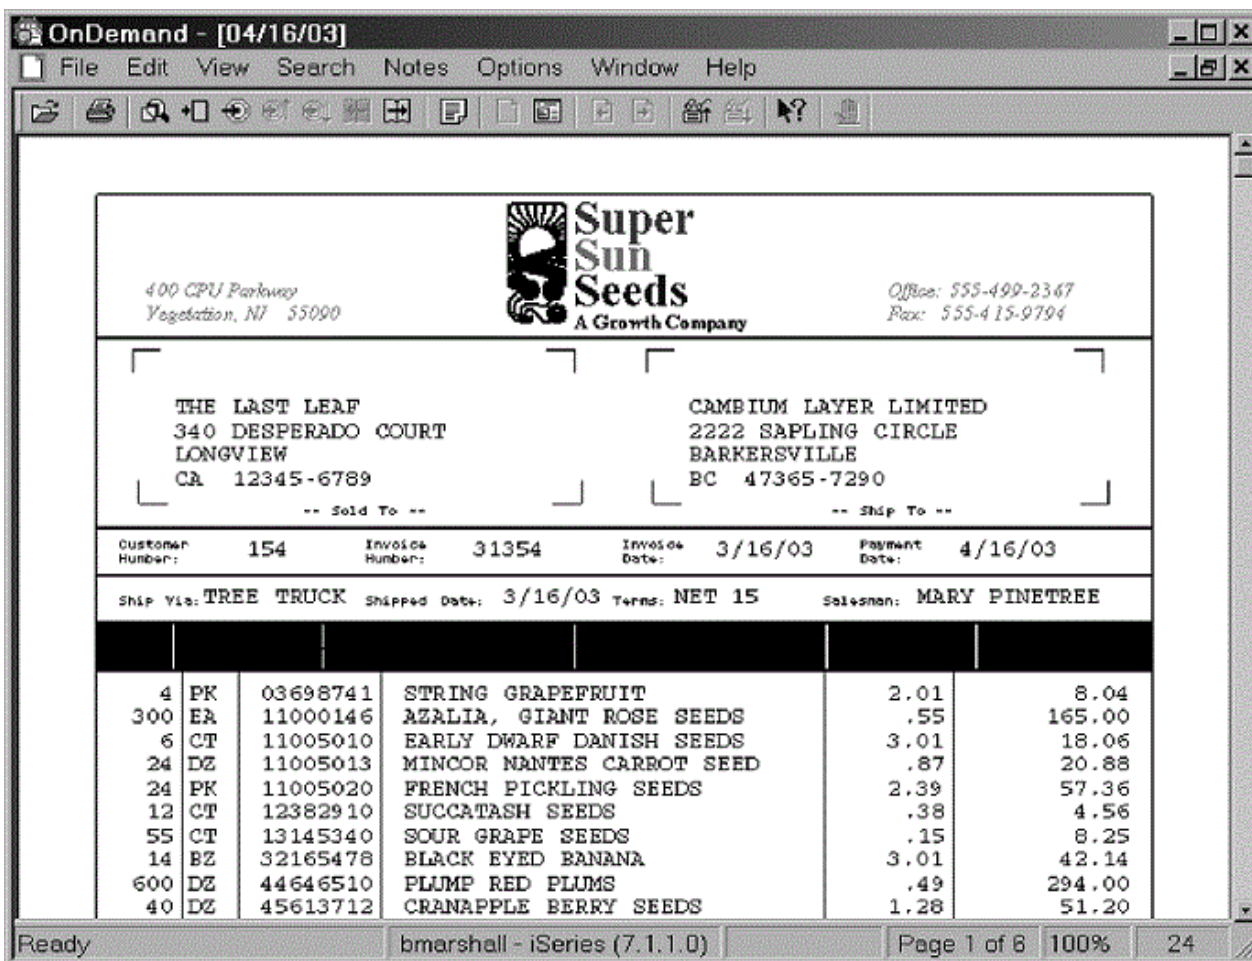 OnDemand - [04/16/03]
File Edit View Search Notes Options Window Help
Super
Sun
Seeds
A Growth Company
400 CPU Parkway
Vegetation, NJ 55090
Office: 555-499-2347
Fax: 555-415-9794
THE LAST LEAF
340 DESPERADO COURT
LONGVIEW
CA 12345-6789
-- Sold To --
CAMBIUM LAYER LIMITED
2222 SAPLING CIRCLE
BARKERSVILLE
BC 47365-7290
-- Ship To --
Customer Number: 154 Invoice Number: 31354 Invoice Date: 3/16/03 Payment Date: 4/16/03
Ship Via: TREE TRUCK Shipped Date: 3/16/03 Terms: NET 15 Salesman: MARY PINETREE
4 PK 03698741 STRING GRAPEFRUIT 2.01 8.04
300 EA 11000146 AZALIA, GIANT ROSE SEEDS .55 165.00
6 CT 11005010 EARLY DWARF DANISH SEEDS 3.01 18.06
24 DZ 11005013 MINCOR NANTES CARROT SEED .87 20.88
24 PK 11005020 FRENCH PICKLING SEEDS 2.39 57.36
12 CT 12382910 SUCCATASH SEEDS .38 4.56
55 CT 13145340 SOUR GRAPE SEEDS .15 8.25
14 BZ 32165478 BLACK EYED BANANA 3.01 42.14
600 DZ 44646510 PLUMP RED PLUMS .49 294.00
40 DZ 45613712 CRANAPPLE BERRY SEEDS 1.28 51.20
Ready bmarshall - iSeries (7.1.1.0) Page 1 of 6 100% 24